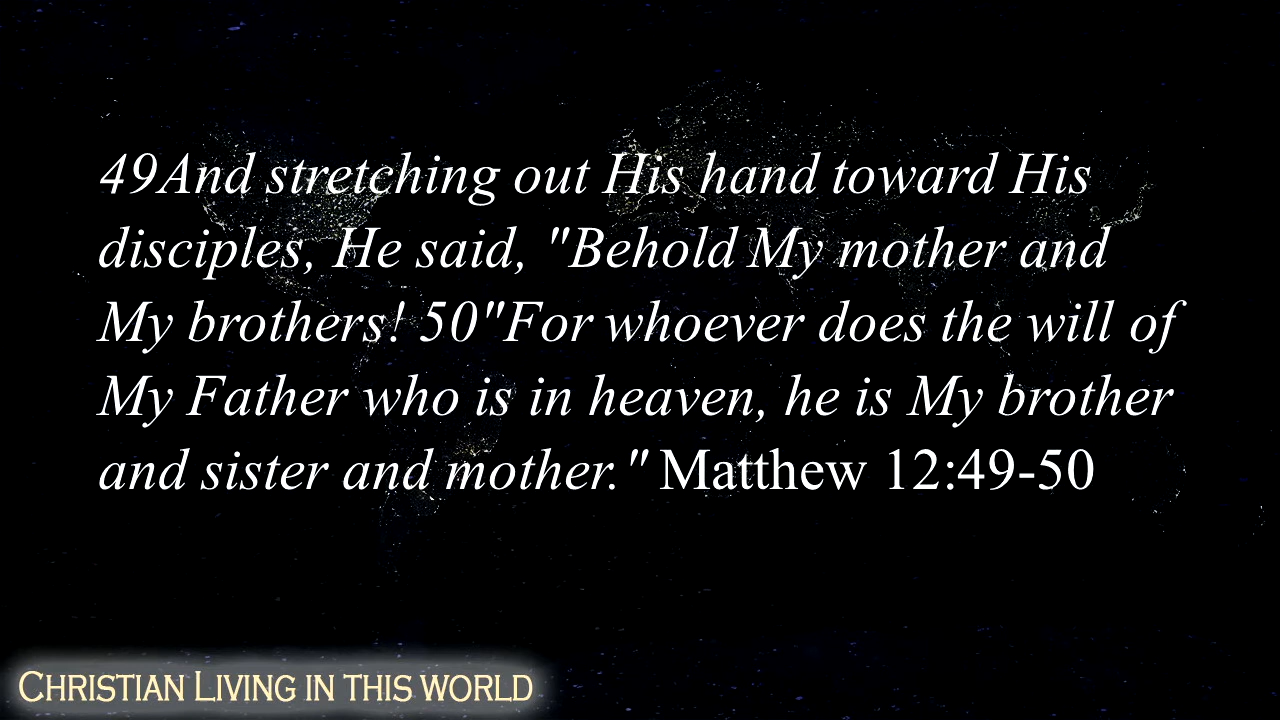 49And stretching out His hand toward His
disciples, He said, "Behold My mother and
My brothers! 50"For whoever does the will of
My Father who is in heaven, he is My brother
and sister and mother." Matthew 12:49-50
Christian Living in this world